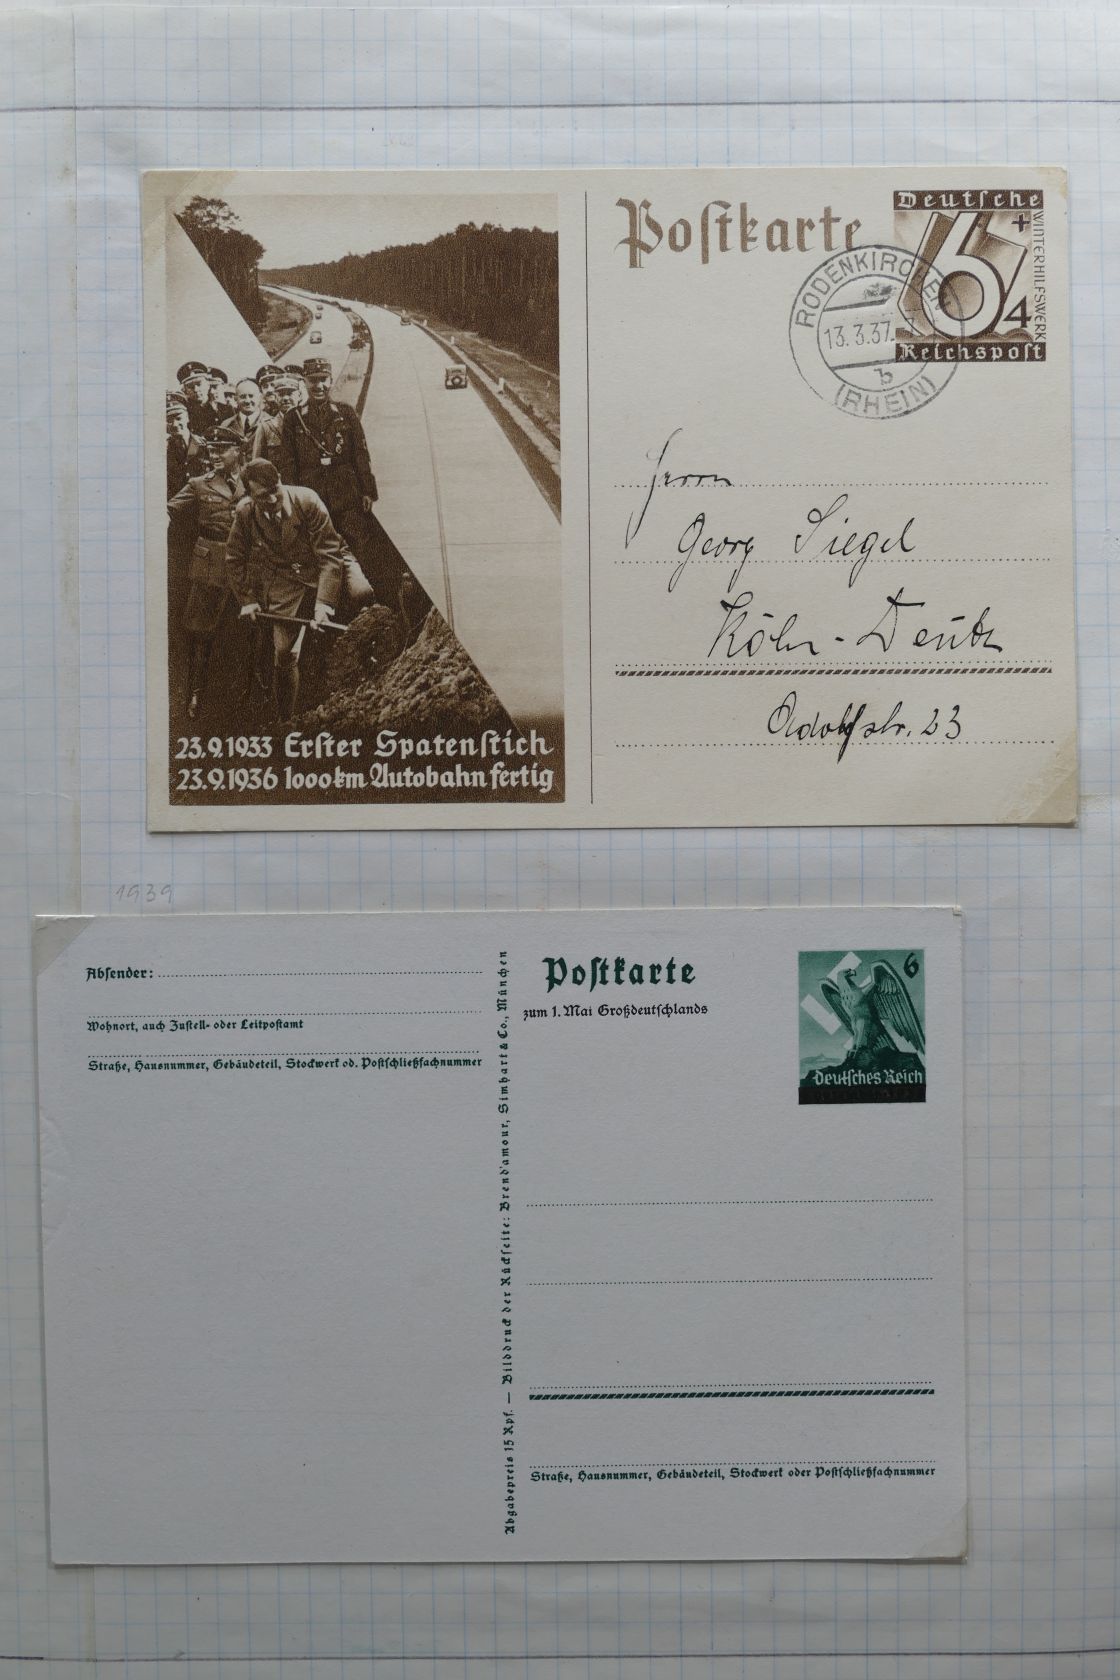 Postkarte
Deutsche
6 + 4
WINTERHILFSWERK
Reichspost
RODENKIRCHEN
13.3.37.
b
(RHEIN)
Herrn
Georg Siegel
Köln-Deutz
Adolfstr. 23
23.9.1933 Erster Spatenstich
23.9.1936 1000km Autobahn fertig
1939
Absender:
Wohnort, auch Zustell- oder Leitpostamt
Straße, Hausnummer, Gebäudeteil, Stockwerk od. Postschließfachnummer
Abgabepreis 15 Rpf. — Bilddruck der Rückseite: Brend'amour, Simhart & Co., München
Postkarte
zum 1. Mai Großdeutschlands
6
Deutsches Reich
Straße, Hausnummer, Gebäudeteil, Stockwerk oder Postschließfachnummer